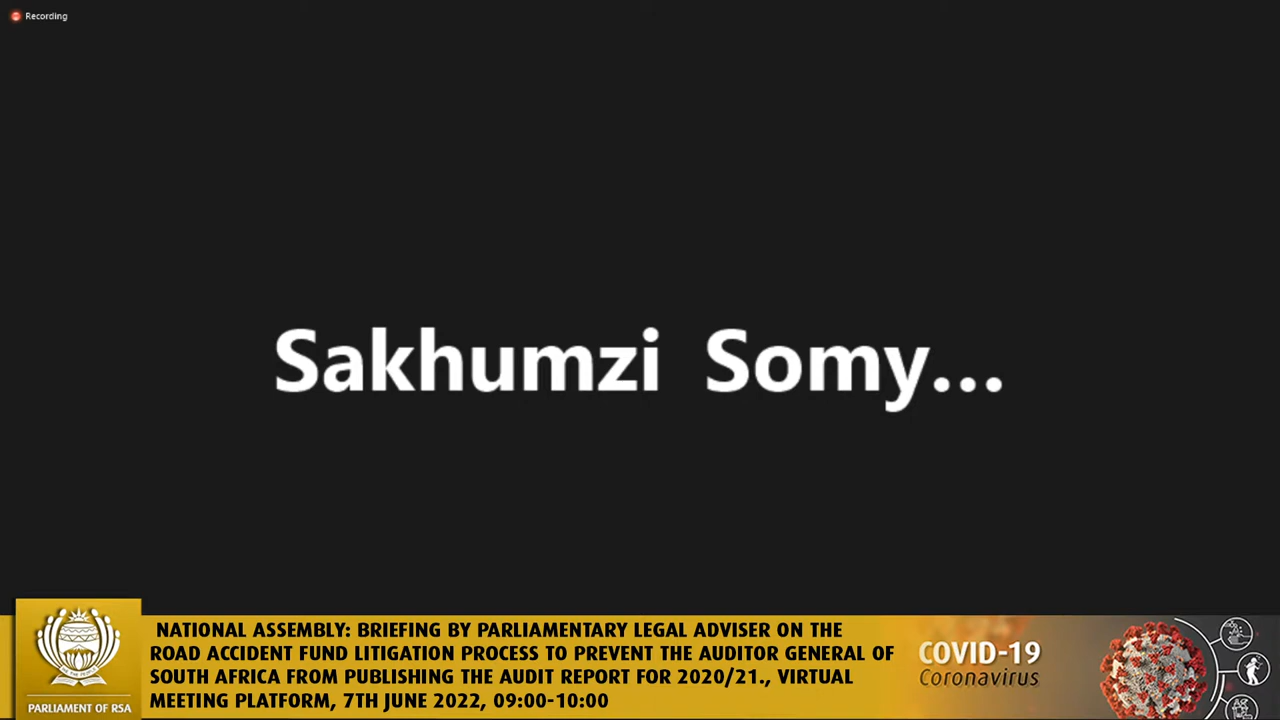 Recording
Sakhumzi Somy...
NATIONAL ASSEMBLY: BRIEFING BY PARLIAMENTARY LEGAL ADVISER ON THE
ROAD ACCIDENT FUND LITIGATION PROCESS TO PREVENT THE AUDITOR GENERAL OF
SOUTH AFRICA FROM PUBLISHING THE AUDIT REPORT FOR 2020/21., VIRTUAL
MEETING PLATFORM, 7TH JUNE 2022, 09:00-10:00
PARLIAMENT OF RSA
COVID-19
Coronavirus